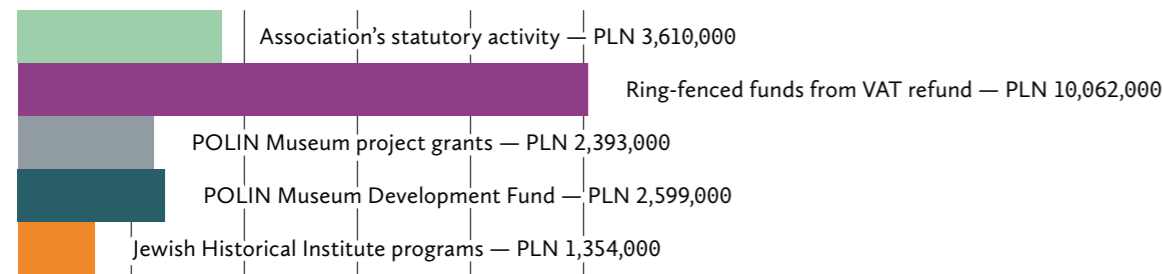 Association’s statutory activity — PLN 3,610,000
Ring-fenced funds from VAT refund — PLN 10,062,000
POLIN Museum project grants — PLN 2,393,000
POLIN Museum Development Fund — PLN 2,599,000
Jewish Historical Institute programs — PLN 1,354,000